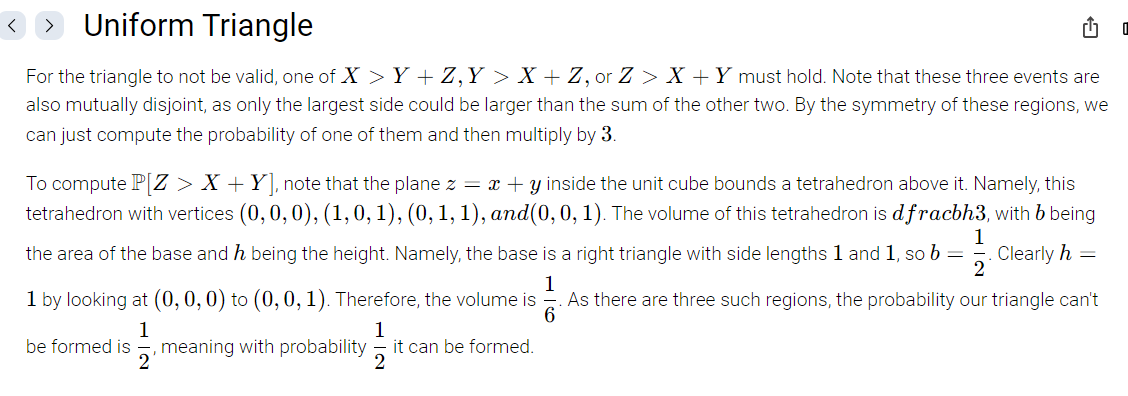 Uniform Triangle
For the triangle to not be valid, one of X > Y + Z, Y > X + Z, or Z > X + Y must hold. Note that these three events are
also mutually disjoint, as only the largest side could be larger than the sum of the other two. By the symmetry of these regions, we
can just compute the probability of one of them and then multiply by 3.
To compute ℙ[Z > X + Y], note that the plane z = x + y inside the unit cube bounds a tetrahedron above it. Namely, this
tetrahedron with vertices (0, 0, 0), (1, 0, 1), (0, 1, 1), and(0, 0, 1). The volume of this tetrahedron is dfracbh3, with b being
the area of the base and h being the height. Namely, the base is a right triangle with side lengths 1 and 1, so b = 1/2. Clearly h =
1 by looking at (0, 0, 0) to (0, 0, 1). Therefore, the volume is 1/6. As there are three such regions, the probability our triangle can't
be formed is 1/2, meaning with probability 1/2 it can be formed.